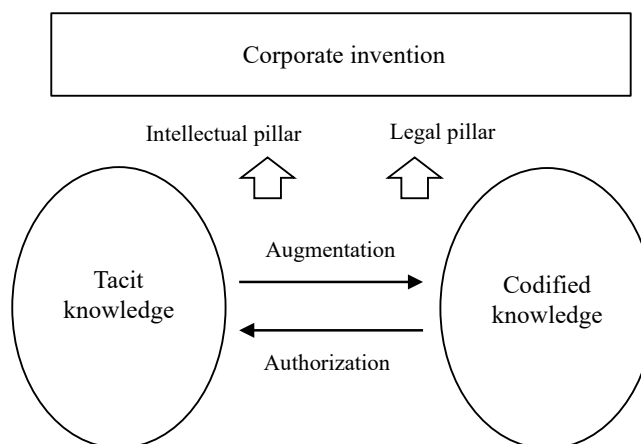 Corporate invention
Intellectual pillar
Legal pillar
Augmentation
Tacit
knowledge
Codified
knowledge
Authorization